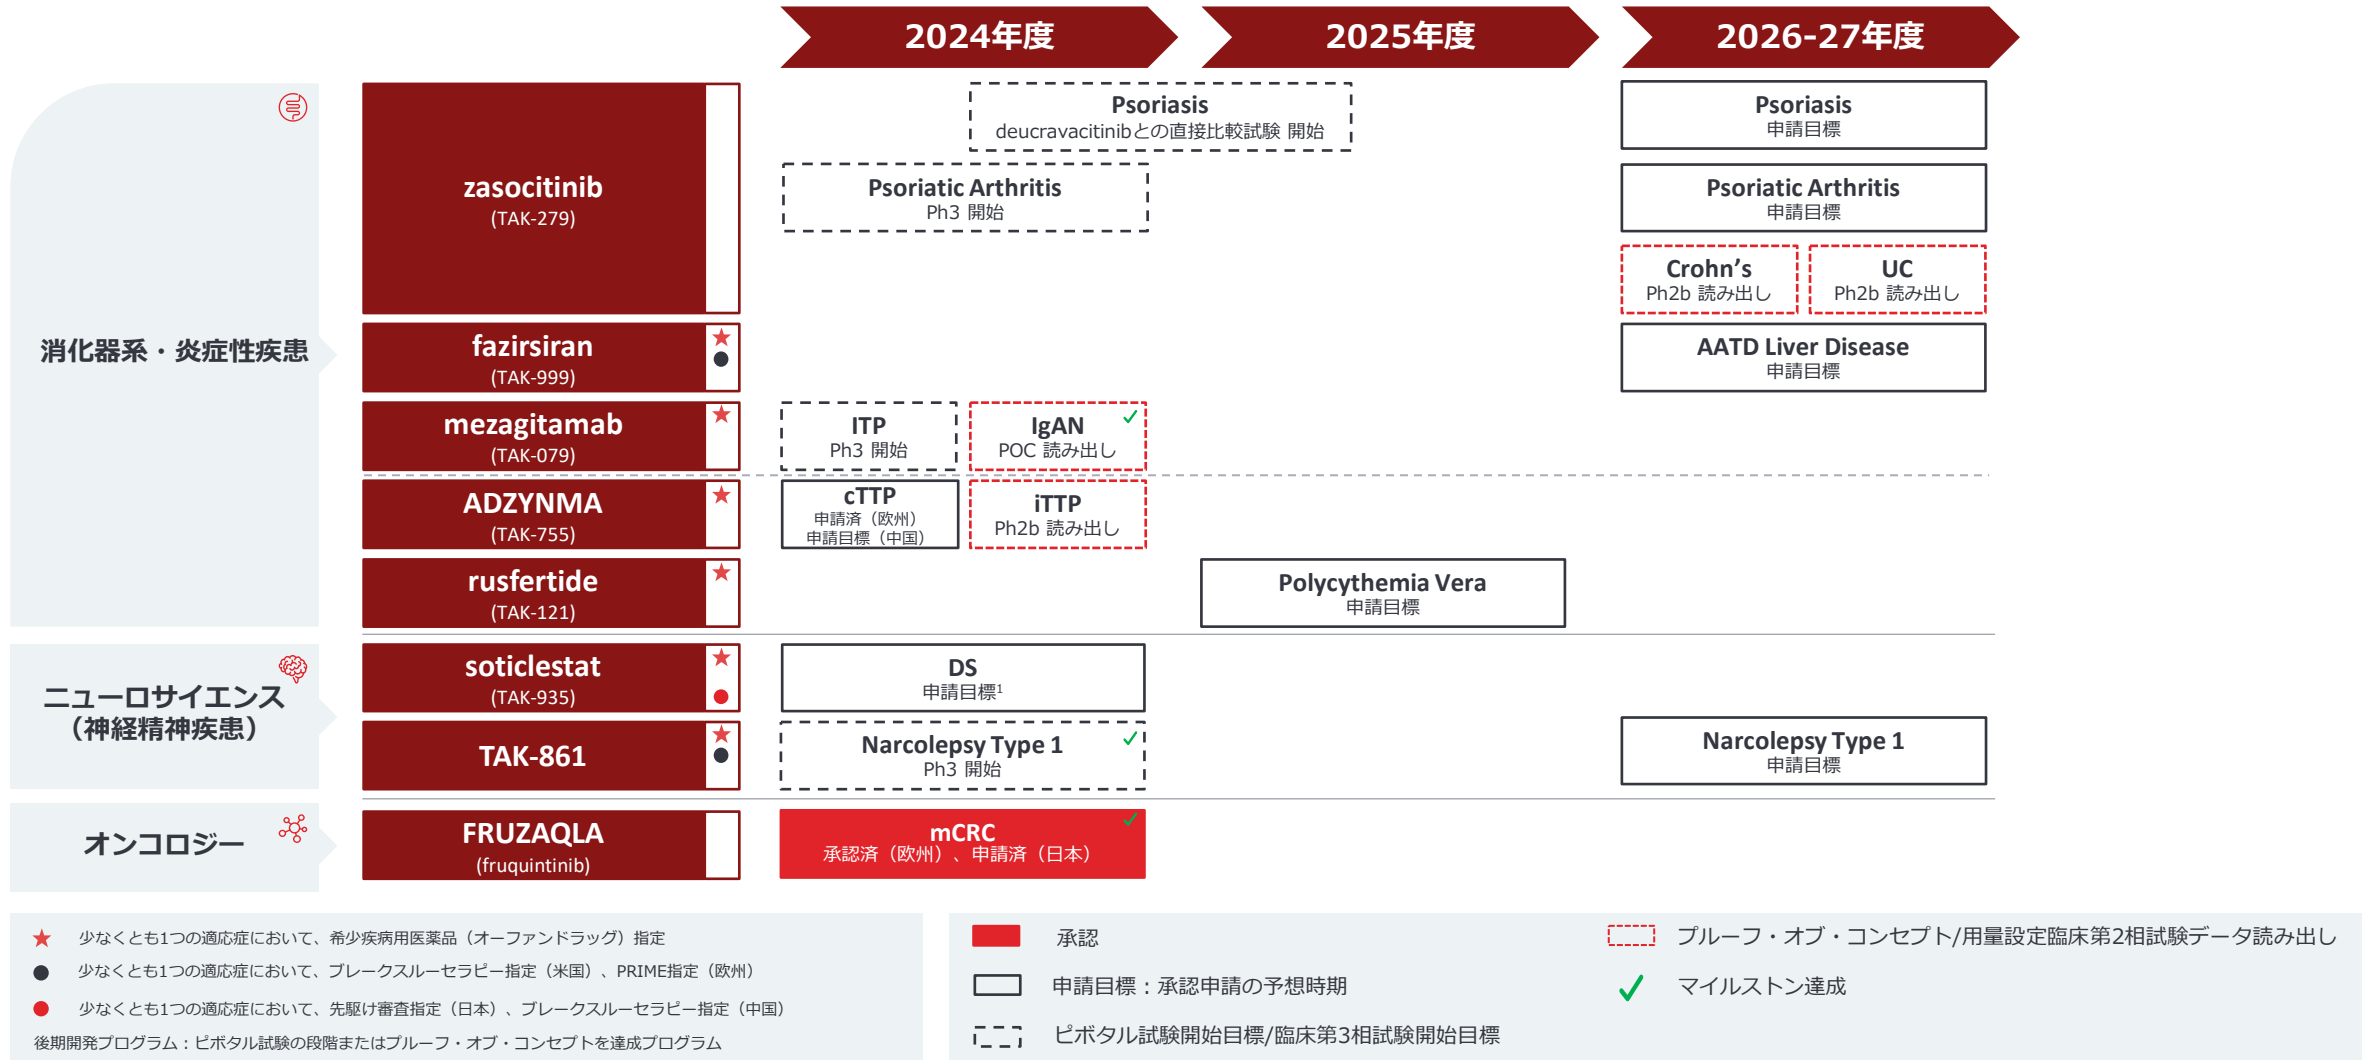 2024年度
2025年度
2026-27年度
消化器系・炎症性疾患
zasocitinib
(TAK-279)
Psoriasis
deucravacitinibとの直接比較試験 開始
Psoriasis
申請目標
Psoriatic Arthritis
Ph3 開始
Psoriatic Arthritis
申請目標
Crohn’s
Ph2b 読み出し
UC
Ph2b 読み出し
fazirsiran
(TAK-999)
AATD Liver Disease
申請目標
mezagitamab
(TAK-079)
ITP
Ph3 開始
IgAN
POC 読み出し
ADZYNMA
(TAK-755)
cTTP
申請済（欧州）
申請目標（中国）
iTTP
Ph2b 読み出し
rusfertide
(TAK-121)
Polycythemia Vera
申請目標
ニューロサイエンス
（神経精神疾患）
soticlestat
(TAK-935)
DS
申請目標¹
TAK-861
Narcolepsy Type 1
Ph3 開始
Narcolepsy Type 1
申請目標
オンコロジー
FRUZAQLA
(fruquintinib)
mCRC
承認済（欧州）、申請済（日本）
少なくとも1つの適応症において、希少疾病用医薬品（オーファンドラッグ）指定
少なくとも1つの適応症において、ブレークスルーセラピー指定（米国）、PRIME指定（欧州）
少なくとも1つの適応症において、先駆け審査指定（日本）、ブレークスルーセラピー指定（中国）
後期開発プログラム：ピボタル試験の段階またはプルーフ・オブ・コンセプトを達成プログラム
承認
申請目標：承認申請の予想時期
ピボタル試験開始目標/臨床第3相試験開始目標
プルーフ・オブ・コンセプト/用量設定臨床第2相試験データ読み出し
マイルストン達成